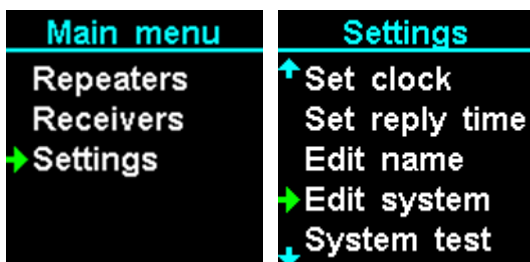 Main menu
Repeaters
Receivers
Settings
Settings
Set clock
Set reply time
Edit name
Edit system
System test